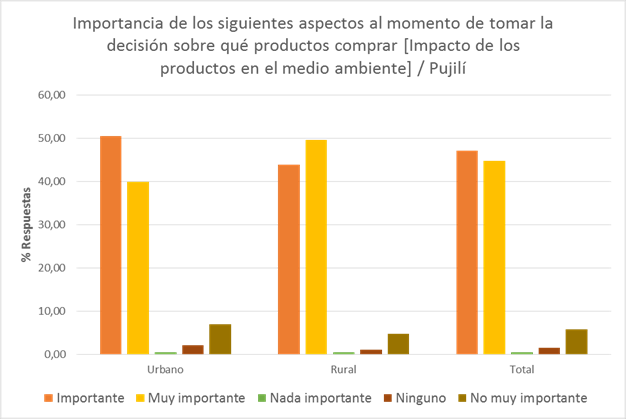 Importancia de los siguientes aspectos al momento de tomar la
decisión sobre qué productos comprar [Impacto de los
productos en el medio ambiente] / Pujilí
60,00
50,00
40,00
30,00
20,00
10,00
0,00
% Respuestas
Urbano Rural Total
Importante Muy importante Nada importante Ninguno No muy importante